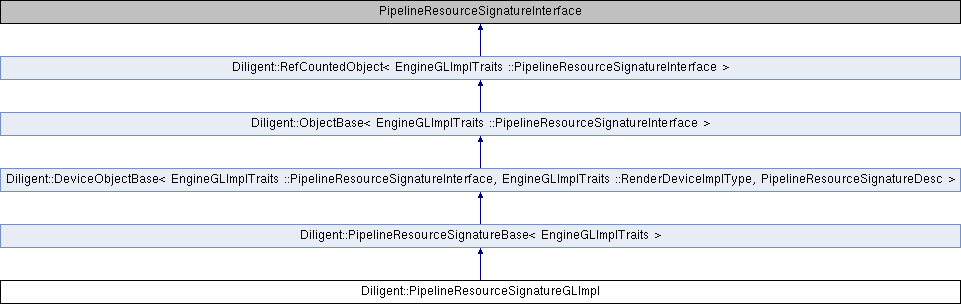 PipelineResourceSignatureInterface
Diligent::RefCountedObject< EngineGLImplTraits ::PipelineResourceSignatureInterface >
Diligent::ObjectBase< EngineGLImplTraits ::PipelineResourceSignatureInterface >
Diligent::DeviceObjectBase< EngineGLImplTraits ::PipelineResourceSignatureInterface, EngineGLImplTraits ::RenderDeviceImplType, PipelineResourceSignatureDesc >
Diligent::PipelineResourceSignatureBase< EngineGLImplTraits >
Diligent::PipelineResourceSignatureGLImpl